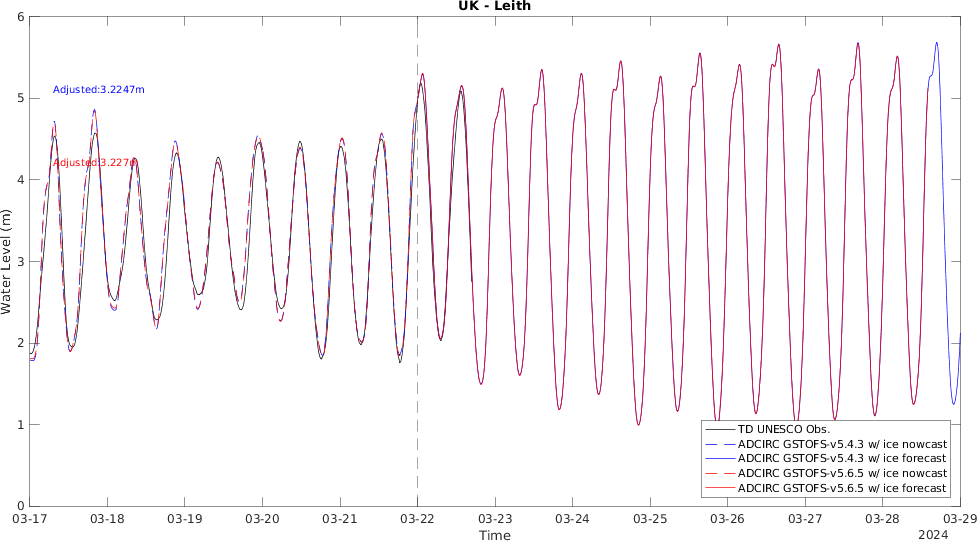 UK - Leith
6
5
4
3
2
1
0
Water Level (m)
Adjusted:3.2247m
Adjusted:3.227m
TD UNESCO Obs.
ADCIRC GSTOFS-v5.4.3 w/ ice nowcast
ADCIRC GSTOFS-v5.4.3 w/ ice forecast
ADCIRC GSTOFS-v5.6.5 w/ ice nowcast
ADCIRC GSTOFS-v5.6.5 w/ ice forecast
03-17 03-18 03-19 03-20 03-21 03-22 03-23 03-24 03-25 03-26 03-27 03-28 03-29
Time
2024